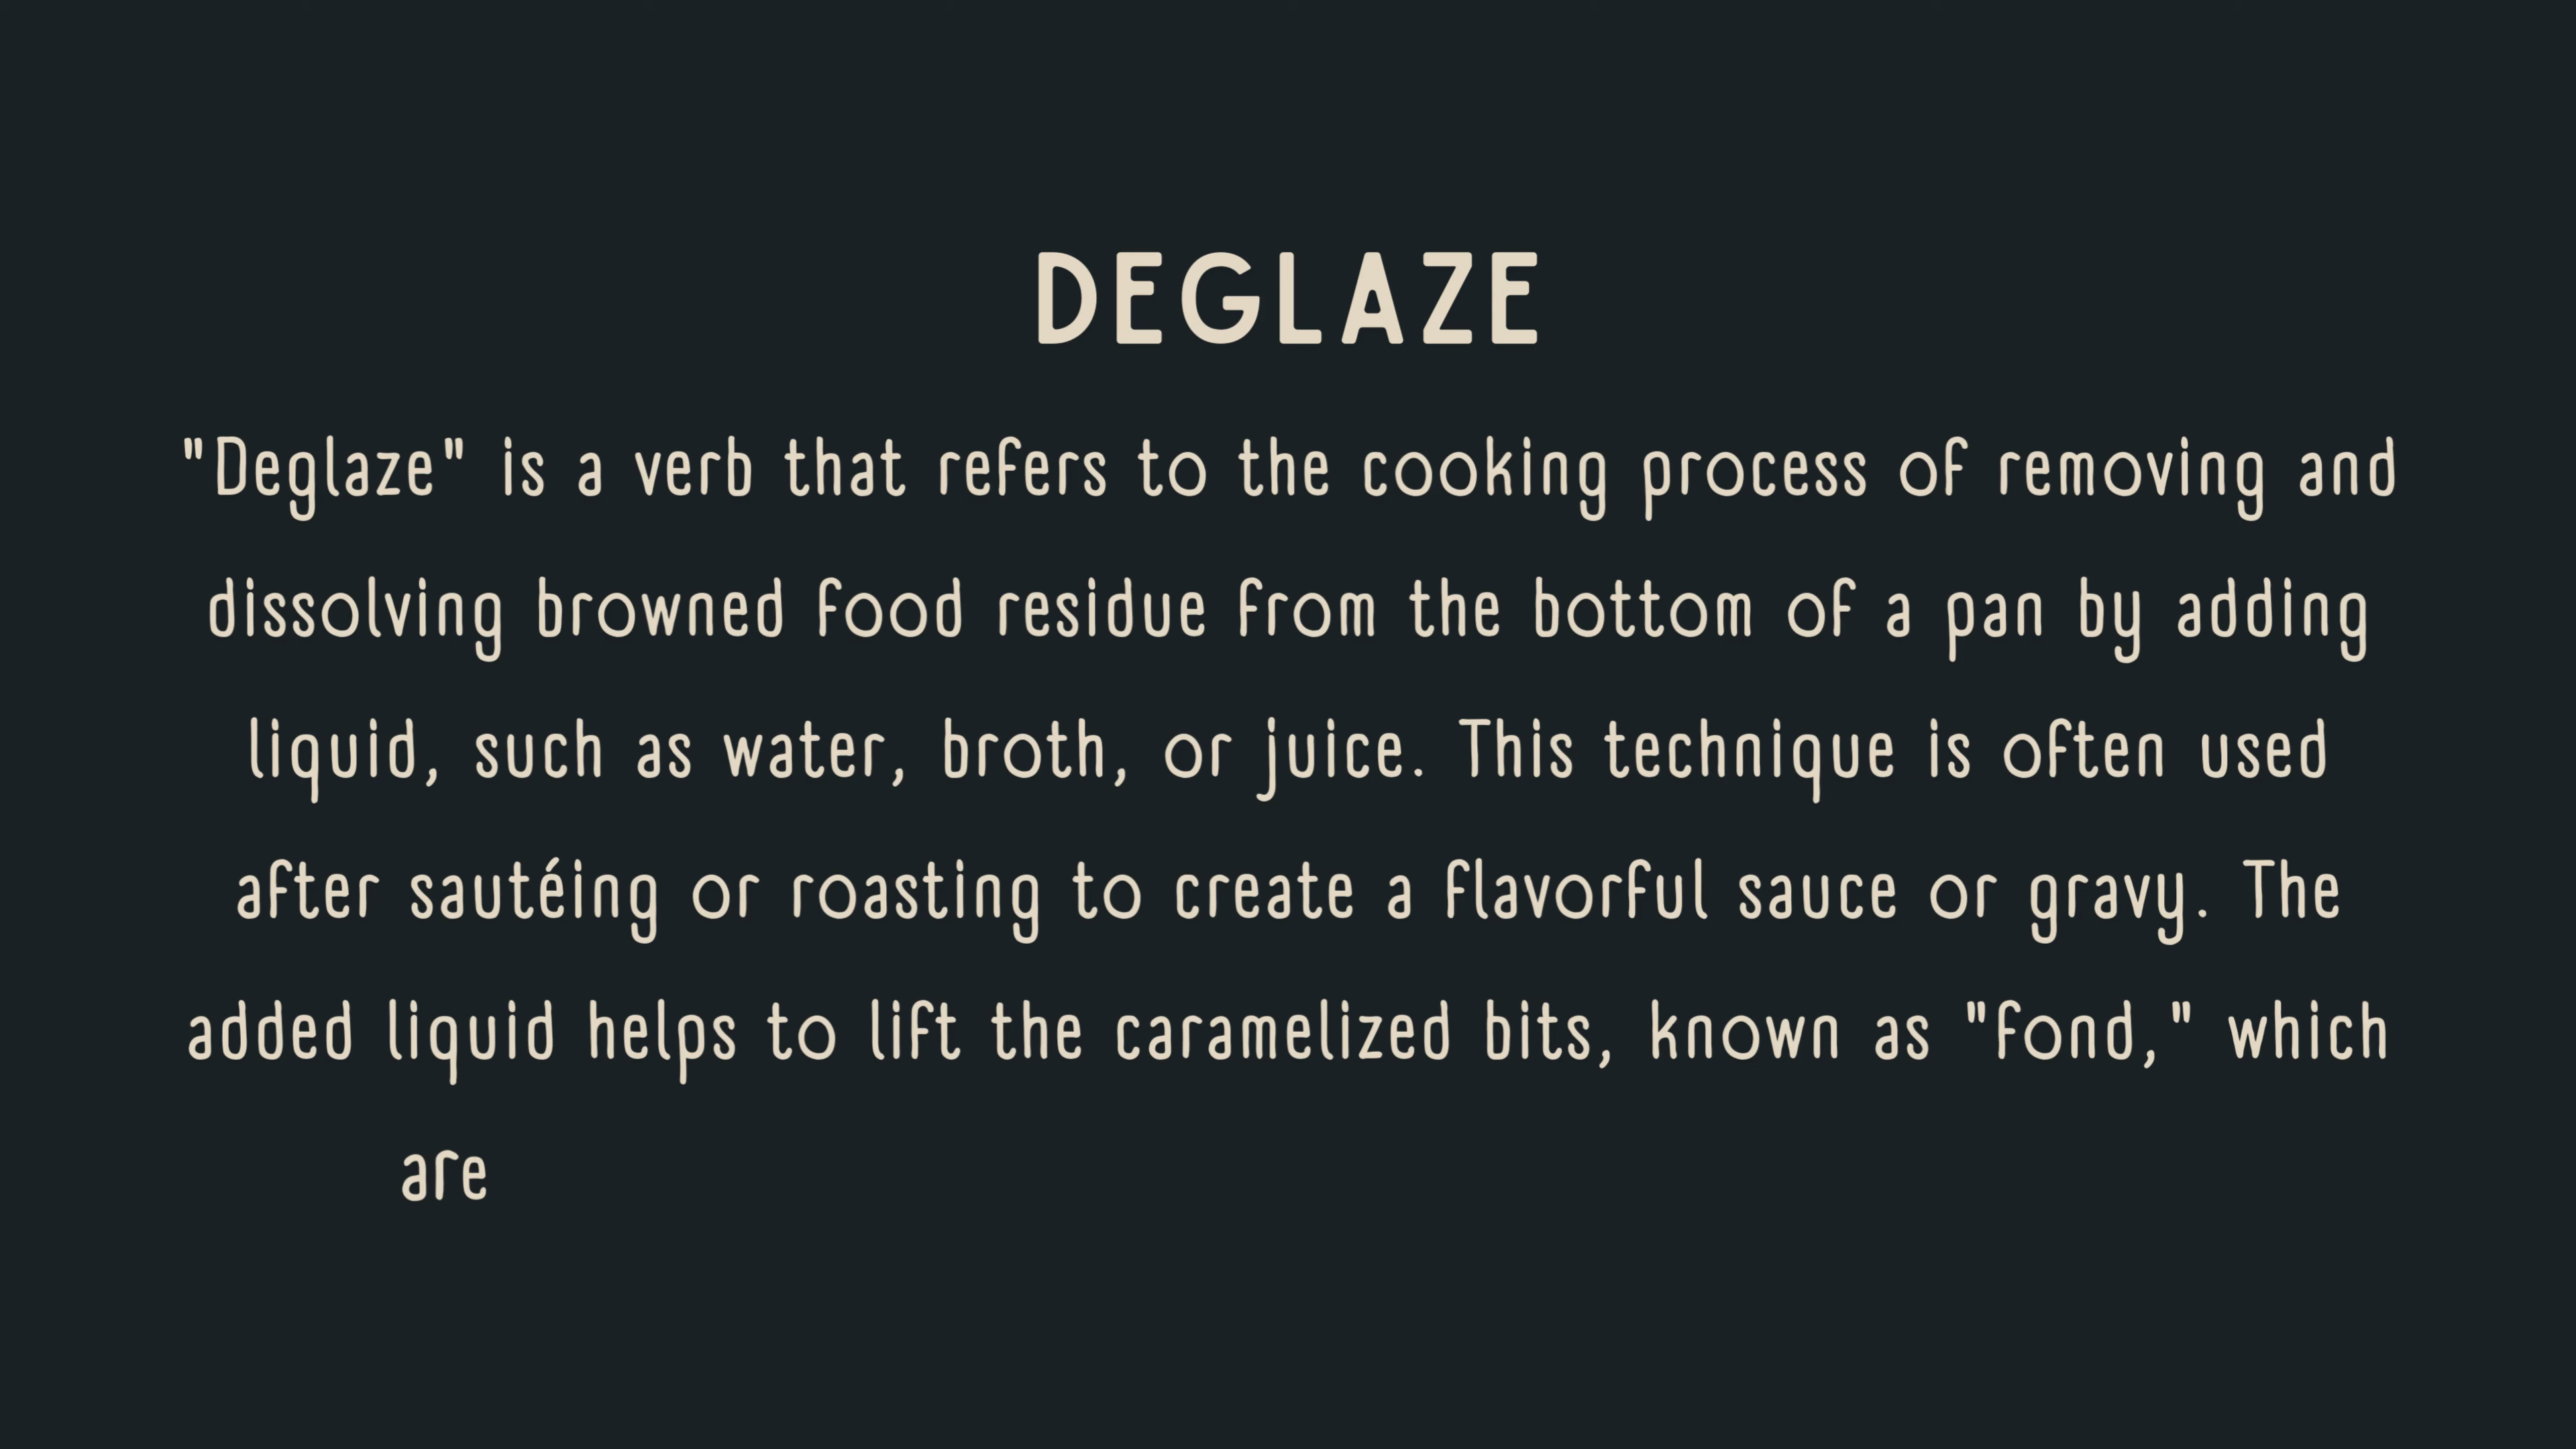 DEGLAZE
"Deglaze" is a verb that refers to the cooking process of removing and
dissolving browned food residue from the bottom of a pan by adding
liquid, such as water, broth, or juice. This technique is often used
after sautéing or roasting to create a flavorful sauce or gravy. The
added liquid helps to lift the caramelized bits, known as "fond," which
are